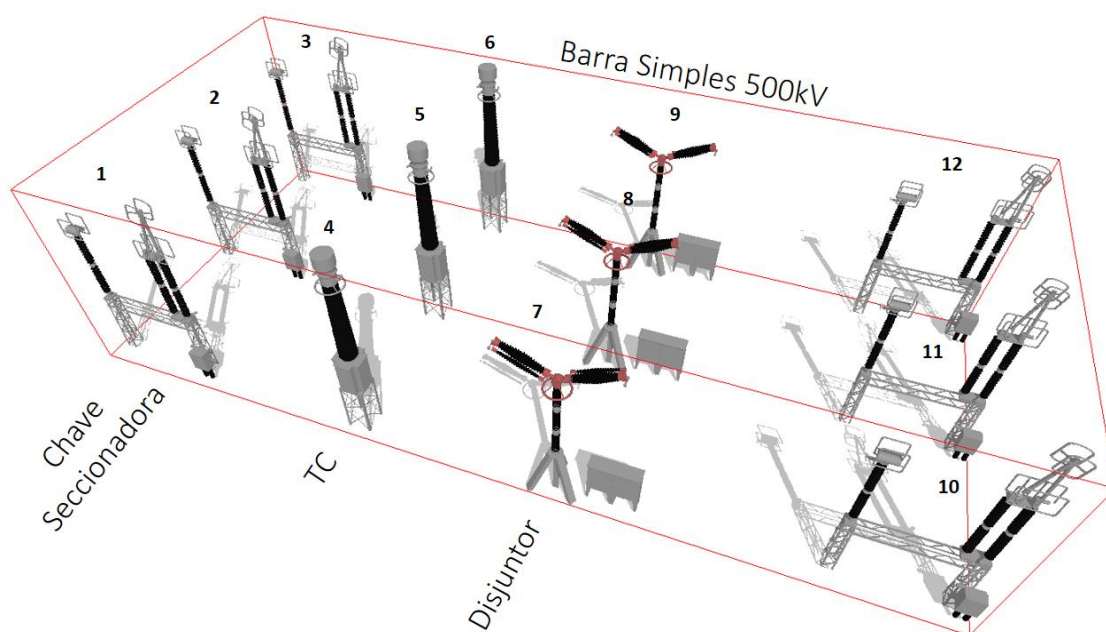 Barra Simples 500kV
3
6
2
5
9
1
12
8
4
7
11
10
Chave
Seccionadora
TC
Disjuntor